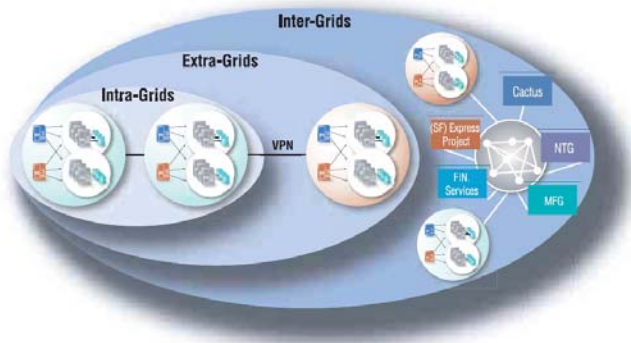 Inter-Grids
Extra-Grids
Intra-Grids
VPN
Cactus
(SF) Express
Project
NTG
FIN.
Services
MFG